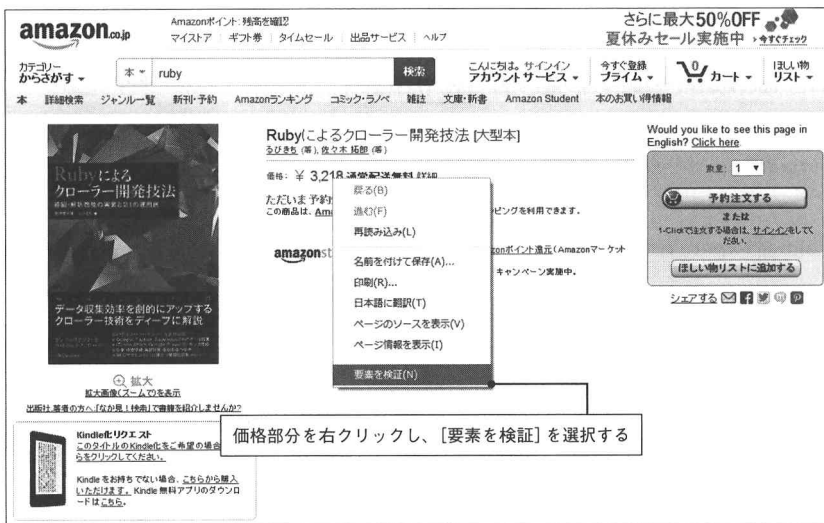 amazon.co.jp
Amazonポイント: 残高を確認
マイストア ギフト券 タイムセール 出品サービス ヘルプ
さらに最大50%OFF
夏休みセール実施中 ›今すぐチェック
カテゴリー
からさがす
本
ruby
検索
こんにちは。サインイン
アカウントサービス
今すぐ登録
プライム
0
カート
ほしい物
リスト
本 詳細検索 ジャンル一覧 新刊・予約 Amazonランキング コミック・ラノベ 雑誌 文庫・新書 Amazon Student 本のお買い得情報
Rubyによる
クローラー開発技法
データ収集効率を劇的にアップする
クローラー技術をディープに解説
拡大
拡大画像(ズームで)を表示
出版社、著者の方へ:「なか見!検索」で書籍を紹介しませんか?
Kindle化リクエスト
このタイトルのKindle化をご希望の場合
らをクリックしてください。
Kindle をお持ちでない場合、こちらから購入
いただけます。Kindle 無料アプリのダウンロ
ードはこちら。
Rubyによるクローラー開発技法 [大型本]
るびきち (著), 佐々木 拓郎 (著)
価格: ¥ 3,218 通常配送無料 詳細
ただいま予約
この商品は、
ピングを利用できます。
amazon
ポイント還元(Amazonマーケット
キャンペーン実施中。
戻る(B)
進む(F)
再読み込み(L)
名前を付けて保存(A)...
印刷(R)...
日本語に翻訳(T)
ページのソースを表示(V)
ページ情報を表示(I)
要素を検証(N)
価格部分を右クリックし、[要素を検証]を選択する
Would you like to see this page in
English? Click here.
数量: 1
予約注文する
または
1-Clickで注文する場合は、サインインをしてく
ださい。
ほしい物リストに追加する
シェアする